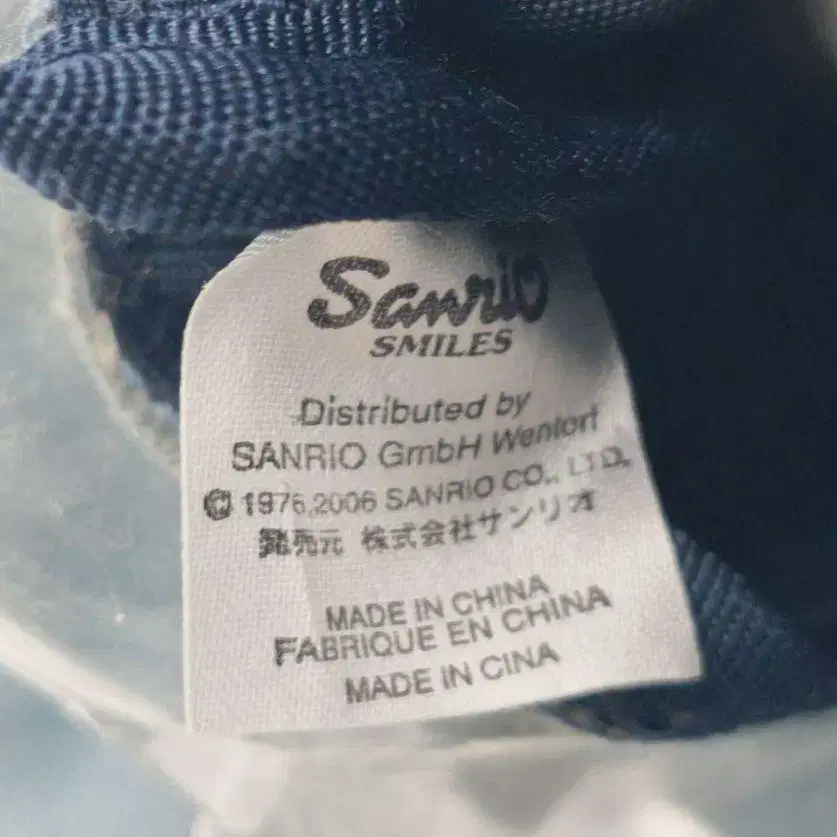 Sanrio
SMILES
Distributed by
SANRIO GmbH Wentorf
© 1976,2006 SANRIO CO., LTD.
発売元 株式会社サンリオ
MADE IN CHINA
FABRIQUE EN CHINA
MADE IN CINA